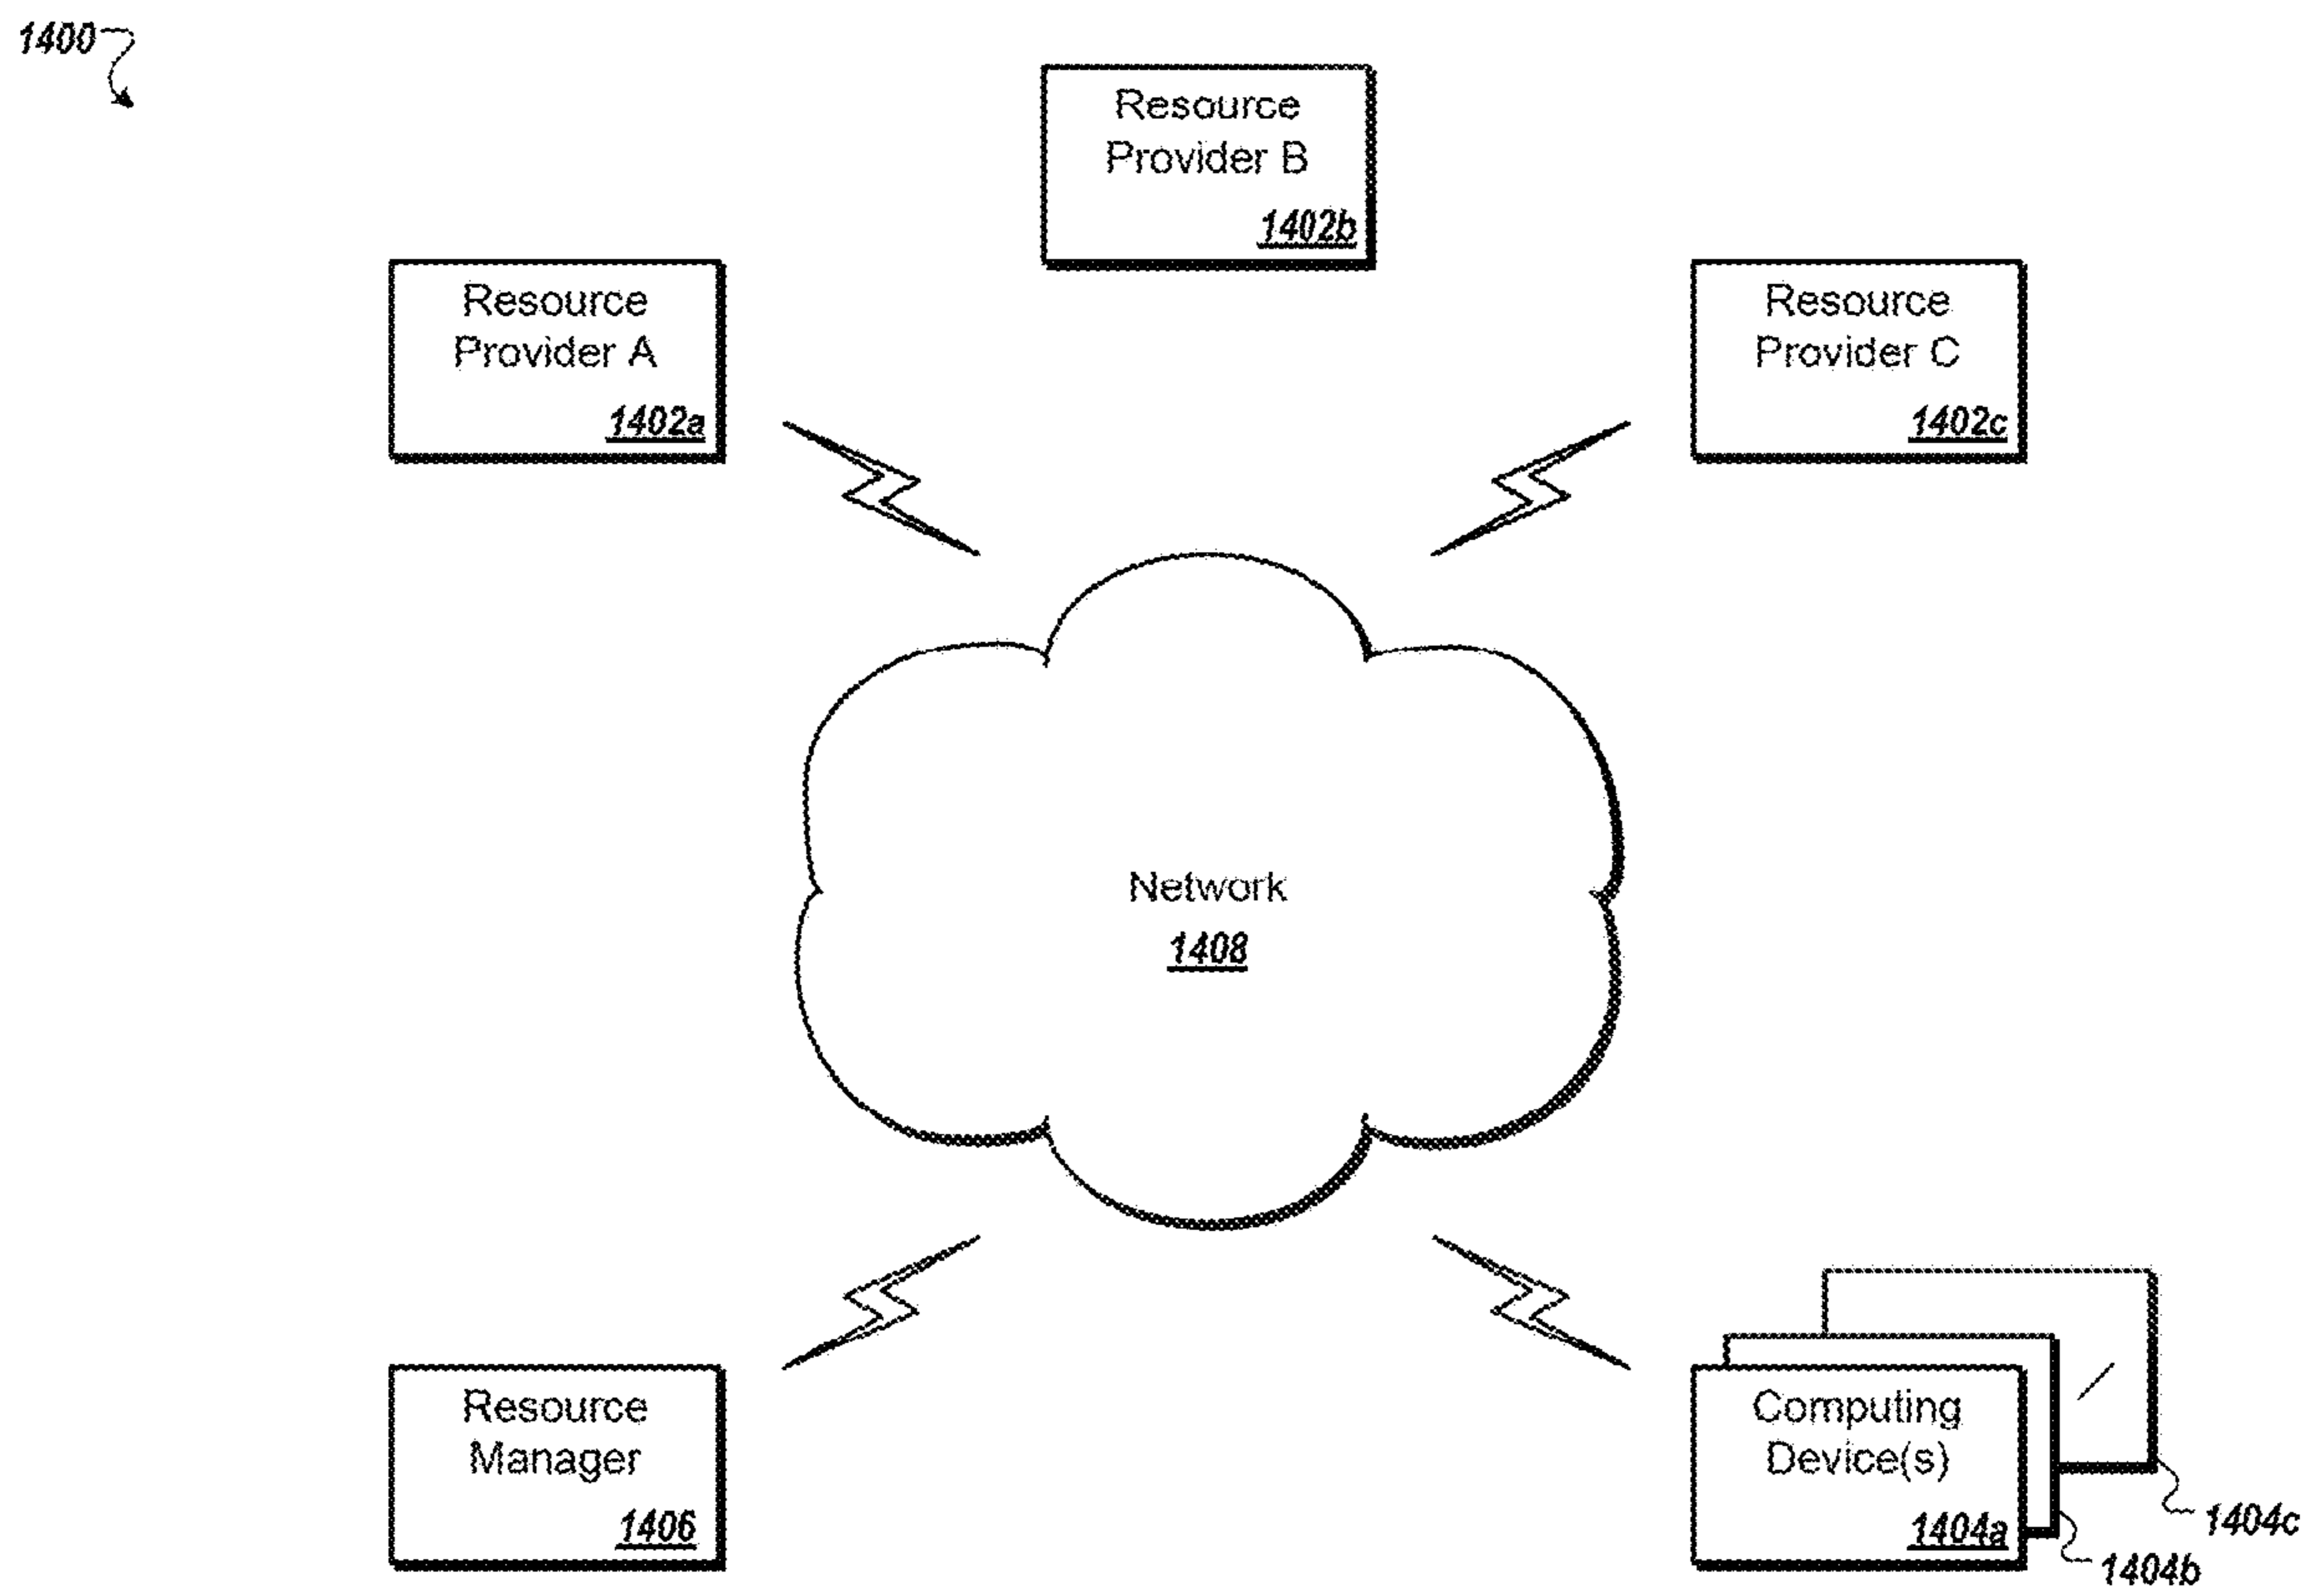 1400
Resource
Provider B
1402b
Resource
Provider A
1402a
Resource
Provider C
1402c
Network
1408
Resource
Manager
1406
Computing
Device(s)
1404a
1404b
1404c